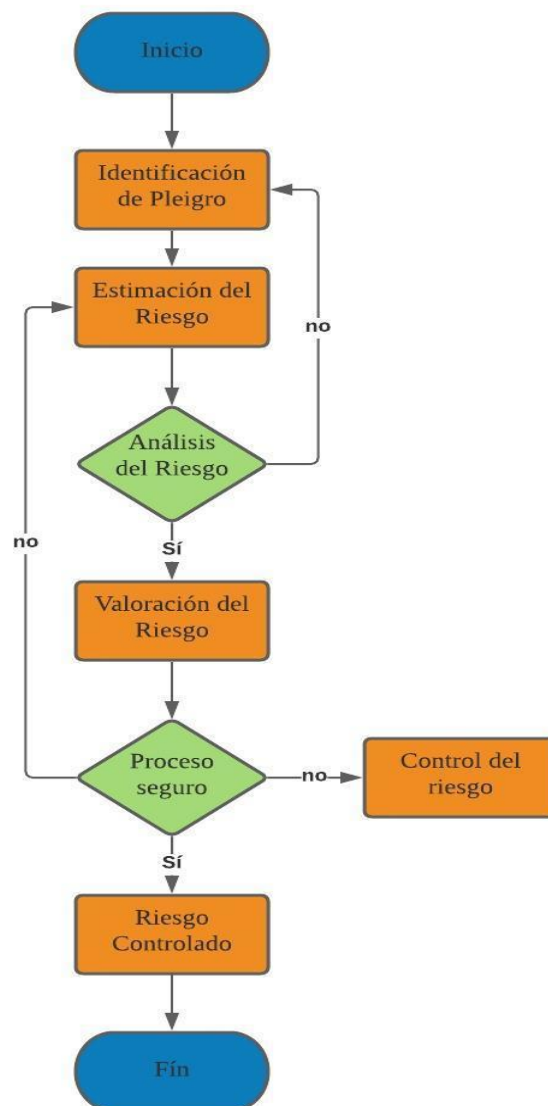 Inicio
Identificación
de Pleigro
Estimación del
Riesgo
no
Análisis
del Riesgo
no
Sí
Valoración del
Riesgo
Proceso
seguro
no
Control del
riesgo
Sí
Riesgo
Controlado
Fín